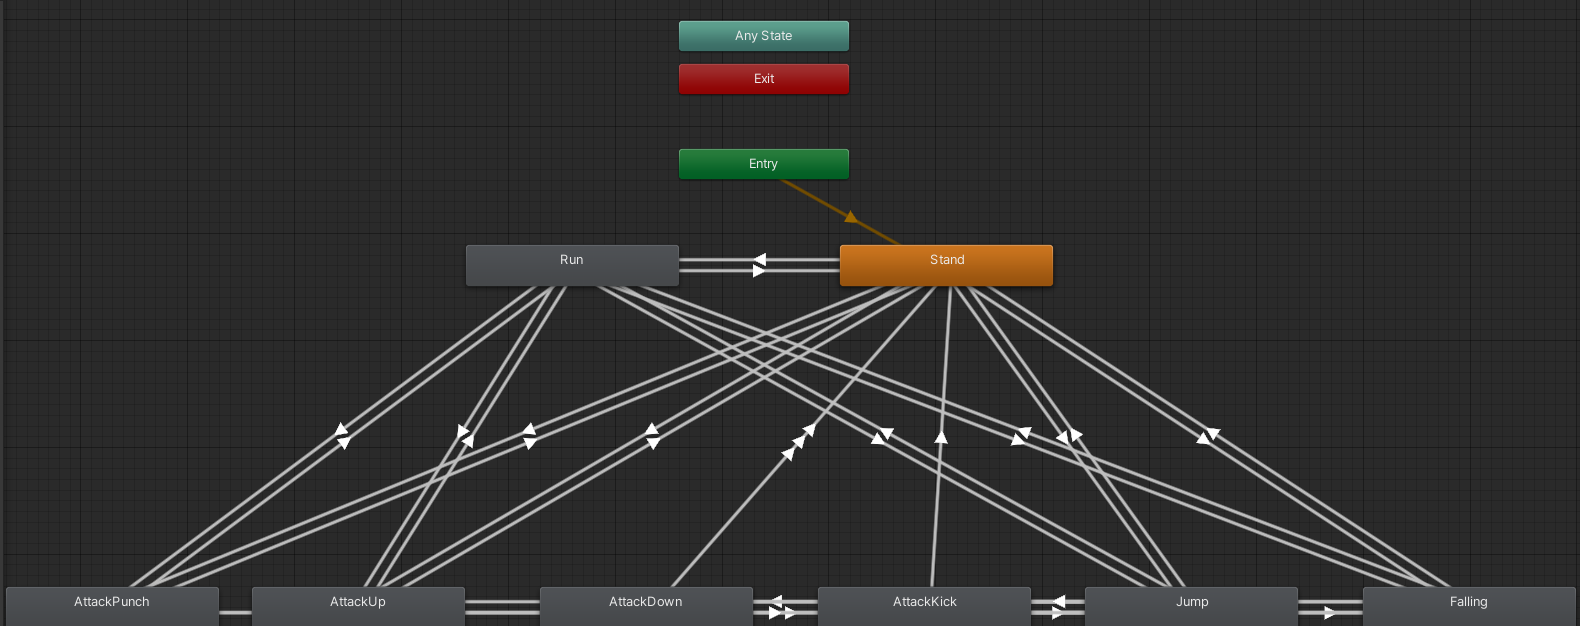 Any State
Exit
Entry
Run
Stand
AttackPunch
AttackUp
AttackDown
AttackKick
Jump
Falling